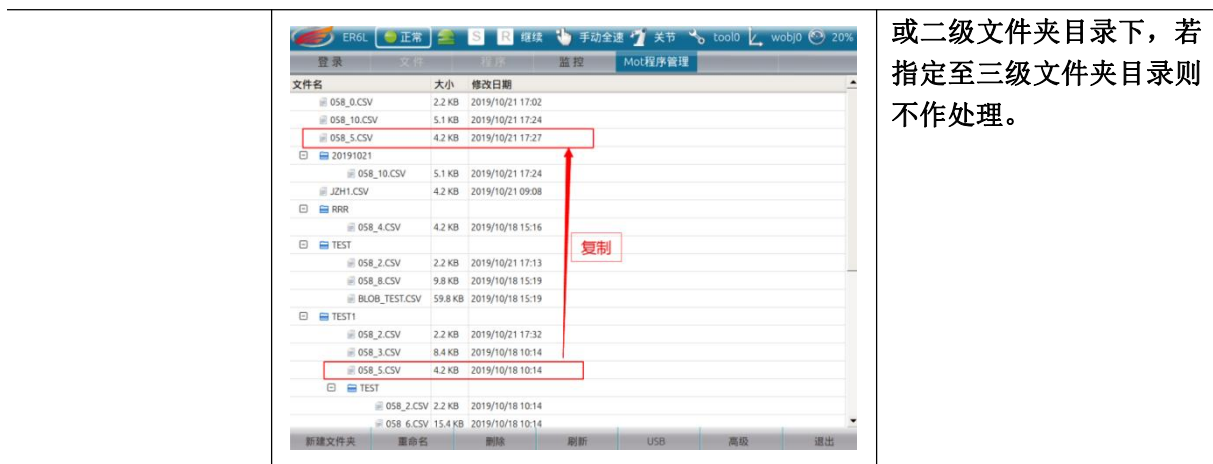 ER6L 正常 S R 继续 手动全速 关节 tool0 wobj0 20%
登录 文件 程序 监控 Mot程序管理
文件名 大小 修改日期
058_0.CSV 2.2 KB 2019/10/21 17:02
058_10.CSV 5.1 KB 2019/10/21 17:24
058_5.CSV 4.2 KB 2019/10/21 17:27
20191021
058_10.CSV 5.1 KB 2019/10/21 17:24
JZH1.CSV 4.2 KB 2019/10/21 09:08
RRR
058_4.CSV 4.2 KB 2019/10/18 15:16
TEST
复制
058_2.CSV 2.2 KB 2019/10/21 17:13
058_8.CSV 9.8 KB 2019/10/18 15:19
BLOB_TEST.CSV 59.8 KB 2019/10/18 15:19
TEST1
058_2.CSV 2.2 KB 2019/10/21 17:32
058_3.CSV 8.4 KB 2019/10/18 10:14
058_5.CSV 4.2 KB 2019/10/18 10:14
TEST
058_2.CSV 2.2 KB 2019/10/18 10:14
058_6.CSV 15.4 KB 2019/10/18 10:14
新建文件夹 重命名 删除 刷新 USB 高级 退出
或二级文件夹目录下，若
指定至三级文件夹目录则
不作处理。